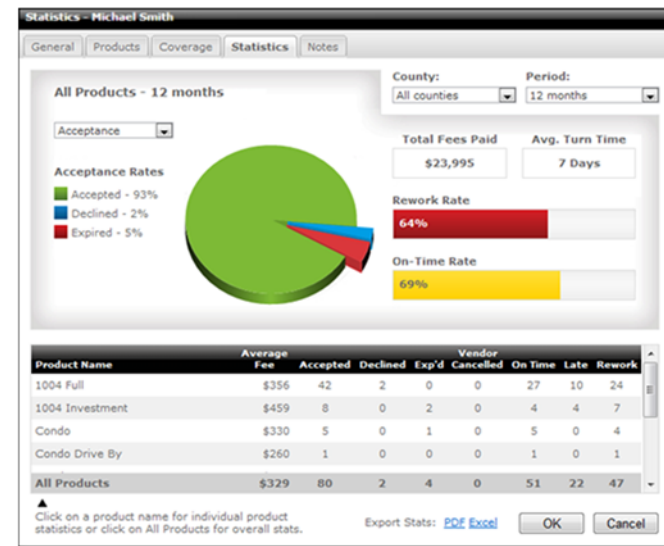 Statistics - Michael Smith
General Products Coverage Statistics Notes
All Products - 12 months
County: Period:
All counties 12 months
Acceptance
Total Fees Paid Avg. Turn Time
$23,995 7 Days
Acceptance Rates
Accepted - 93%
Declined - 2%
Expired - 5%
Rework Rate
64%
On-Time Rate
69%
Product Name Average Fee Accepted Declined Exp'd Vendor Cancelled On Time Late Rework
1004 Full $356 42 2 0 0 27 10 24
1004 Investment $459 8 0 2 0 4 4 7
Condo $330 5 0 1 0 5 0 4
Condo Drive By $260 1 0 0 0 1 0 1
All Products $329 80 2 4 0 51 22 47
Click on a product name for individual product
statistics or click on All Products for overall stats.
Export Stats: PDF Excel OK Cancel